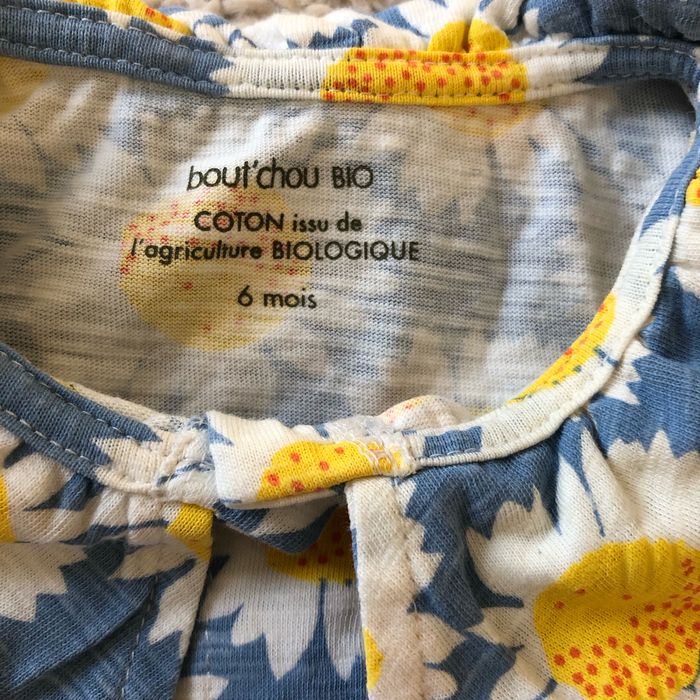 bout'chou BIO
COTON issu de
l'agriculture BIOLOGIQUE
6 mois